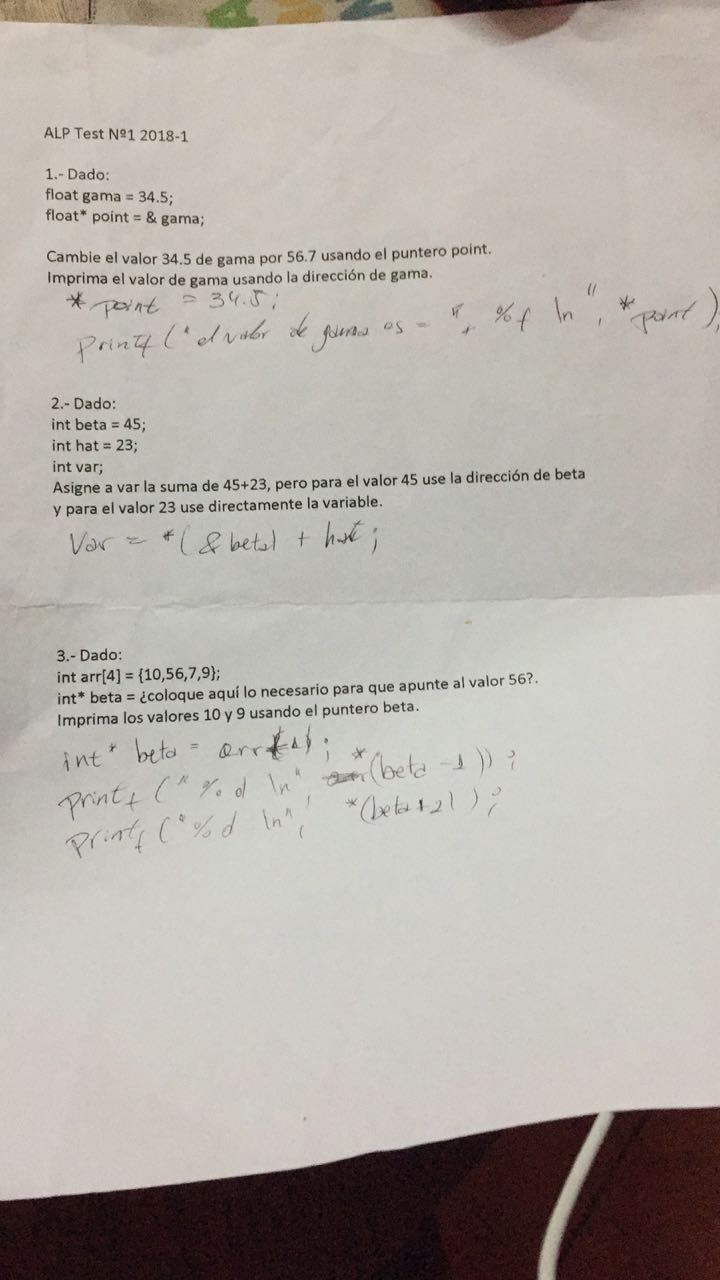 ALP Test Nº1 2018-1
1.- Dado:
float gama = 34.5;
float* point = & gama;
Cambie el valor 34.5 de gama por 56.7 usando el puntero point.
Imprima el valor de gama usando la dirección de gama.
* point = 34.5;
printf (" el valor de gama es = ", %f \n", *point);
2.- Dado:
int beta = 45;
int hat = 23;
int var;
Asigne a var la suma de 45+23, pero para el valor 45 use la dirección de beta
y para el valor 23 use directamente la variable.
Var = *(&beta) + hat;
3.- Dado:
int arr[4] = {10,56,7,9};
int* beta = ¿coloque aquí lo necesario para que apunte al valor 56?.
Imprima los valores 10 y 9 usando el puntero beta.
int* beta = arr+1;
printf ("%d \n", *(beta -1));
printf ("%d \n", *(beta+2));